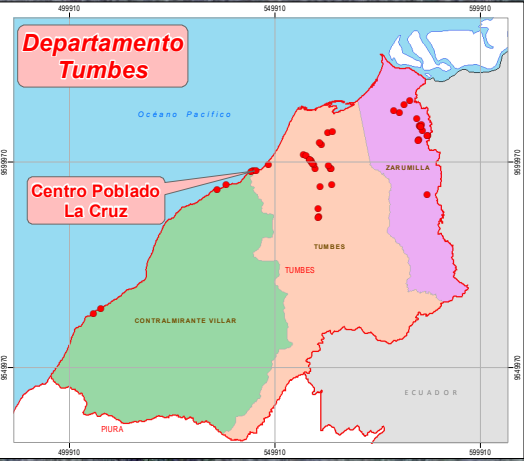 499910
549910
599910
Departamento
Tumbes
Océano Pacífico
9599970
9599970
ZARUMILLA
Centro Poblado
La Cruz
TUMBES
TUMBES
CONTRALMIRANTE VILLAR
9549970
9549970
ECUADOR
PIURA
499910
549910
599910